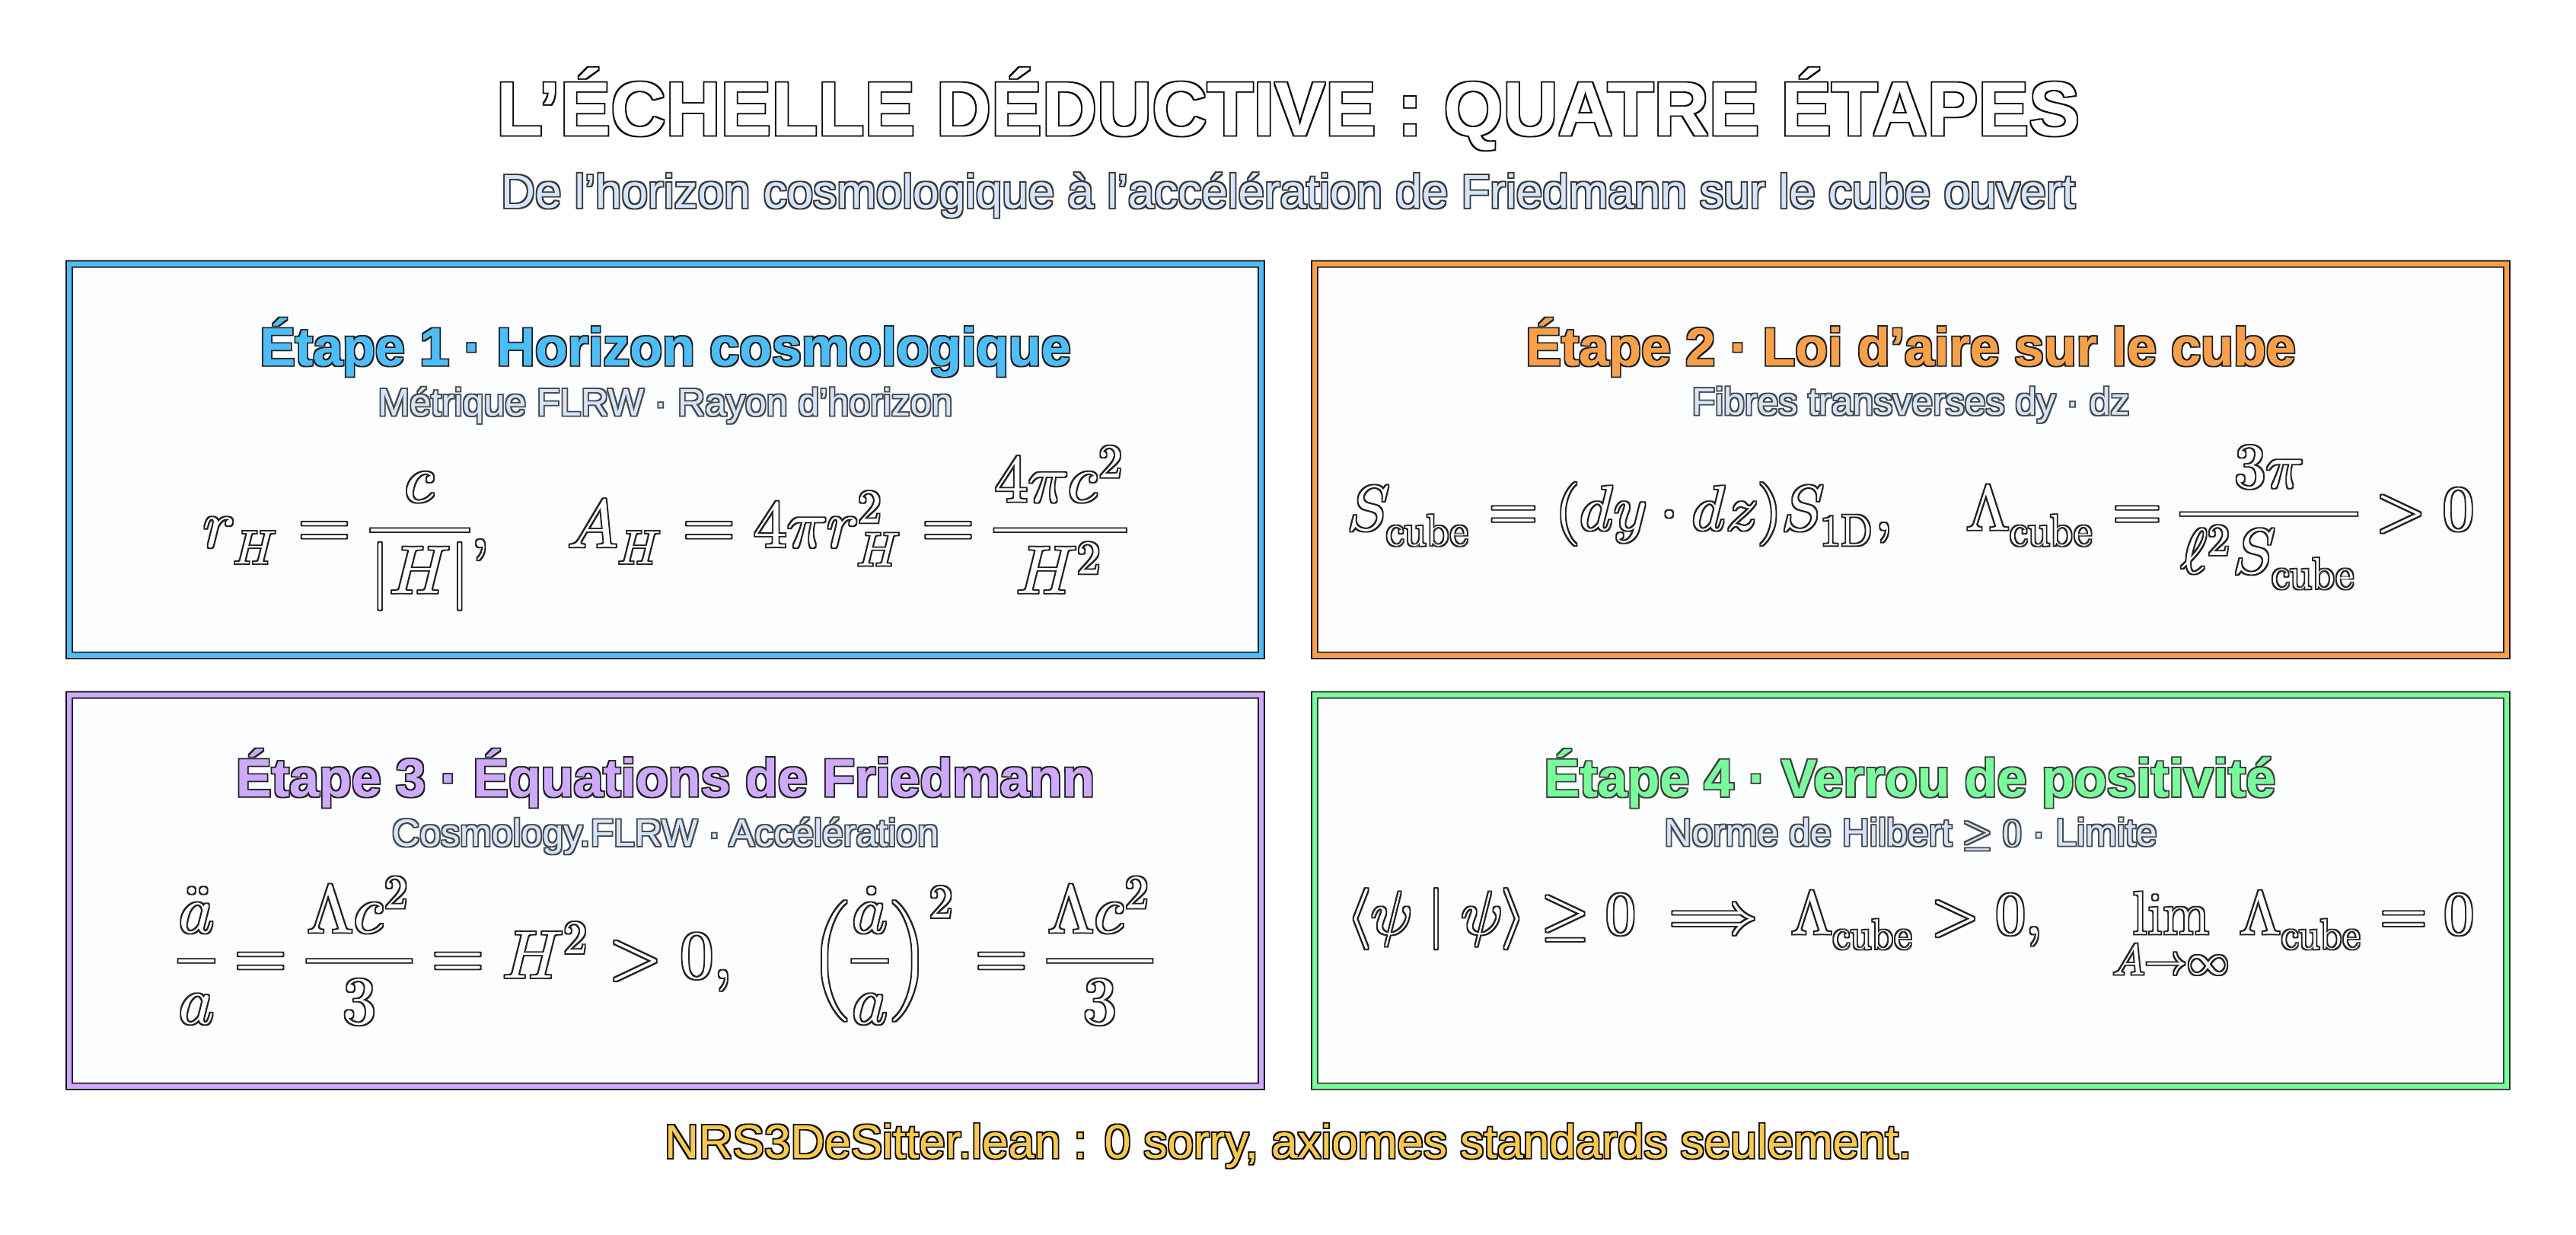 L’ÉCHELLE DÉDUCTIVE : QUATRE ÉTAPES
De l’horizon cosmologique à l’accélération de Friedmann sur le cube ouvert
Étape 1 · Horizon cosmologique
Métrique FLRW · Rayon d’horizon
r_H = c/|H|, A_H = 4πr_H² = 4πc²/H²
Étape 2 · Loi d’aire sur le cube
Fibres transverses dy · dz
S_cube = (dy · dz)S_1D, Λ_cube = 3π/(ℓ²S_cube) > 0
Étape 3 · Équations de Friedmann
Cosmology.FLRW · Accélération
ä/a = Λc²/3 = H² > 0, (ȧ/a)² = Λc²/3
Étape 4 · Verrou de positivité
Norme de Hilbert ≥ 0 · Limite
⟨ψ | ψ⟩ ≥ 0 ⟹ Λ_cube > 0, lim_{A→∞} Λ_cube = 0
NRS3DeSitter.lean : 0 sorry, axiomes standards seulement.